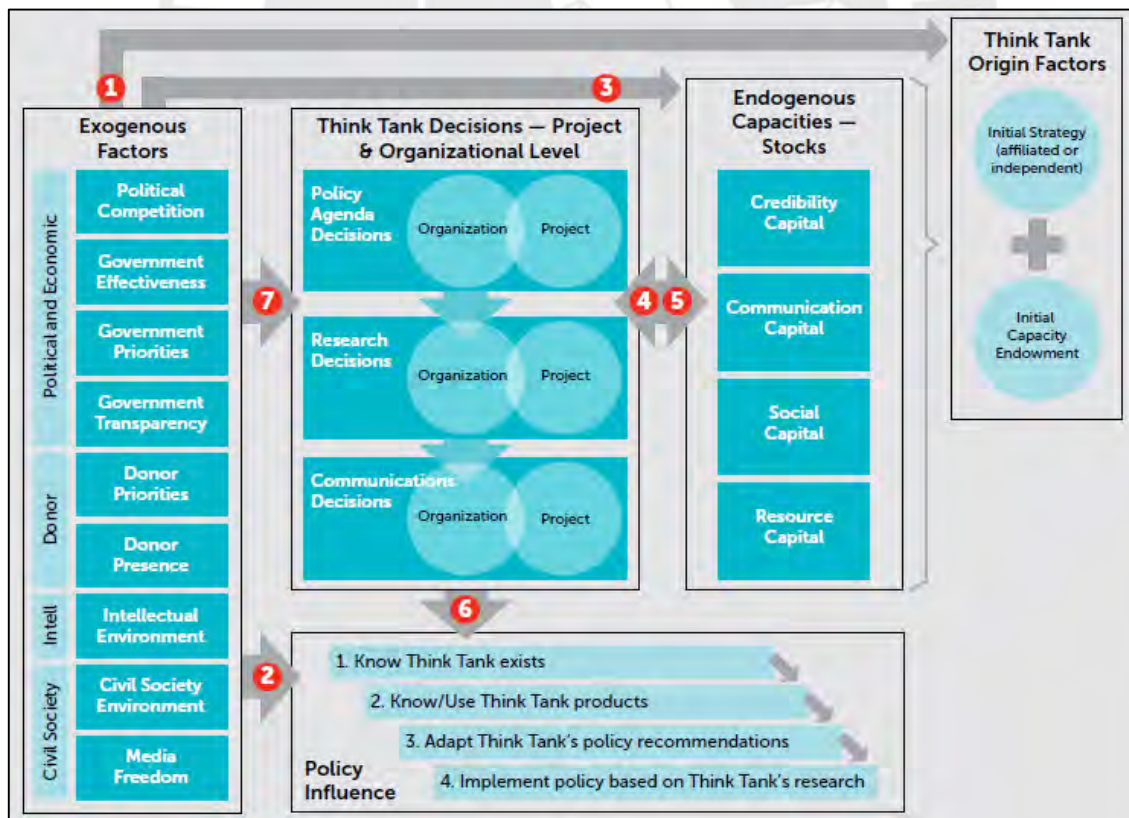 1
3
Think Tank
Origin Factors
Initial Strategy
(affiliated or
independent)
Initial
Capacity
Endowment
Exogenous
Factors
Political and Economic
Political
Competition
Government
Effectiveness
Government
Priorities
Government
Transparency
Donor
Donor
Priorities
Donor
Presence
Intell
Intellectual
Environment
Civil Society
Civil Society
Environment
Media
Freedom
7
2
Think Tank Decisions — Project
& Organizational Level
Policy
Agenda
Decisions
Organization
Project
Research
Decisions
Organization
Project
Communications
Decisions
Organization
Project
4
5
6
Endogenous
Capacities —
Stocks
Credibility
Capital
Communication
Capital
Social
Capital
Resource
Capital
1. Know Think Tank exists
2. Know/Use Think Tank products
3. Adapt Think Tank's policy recommendations
4. Implement policy based on Think Tank's research
Policy
Influence